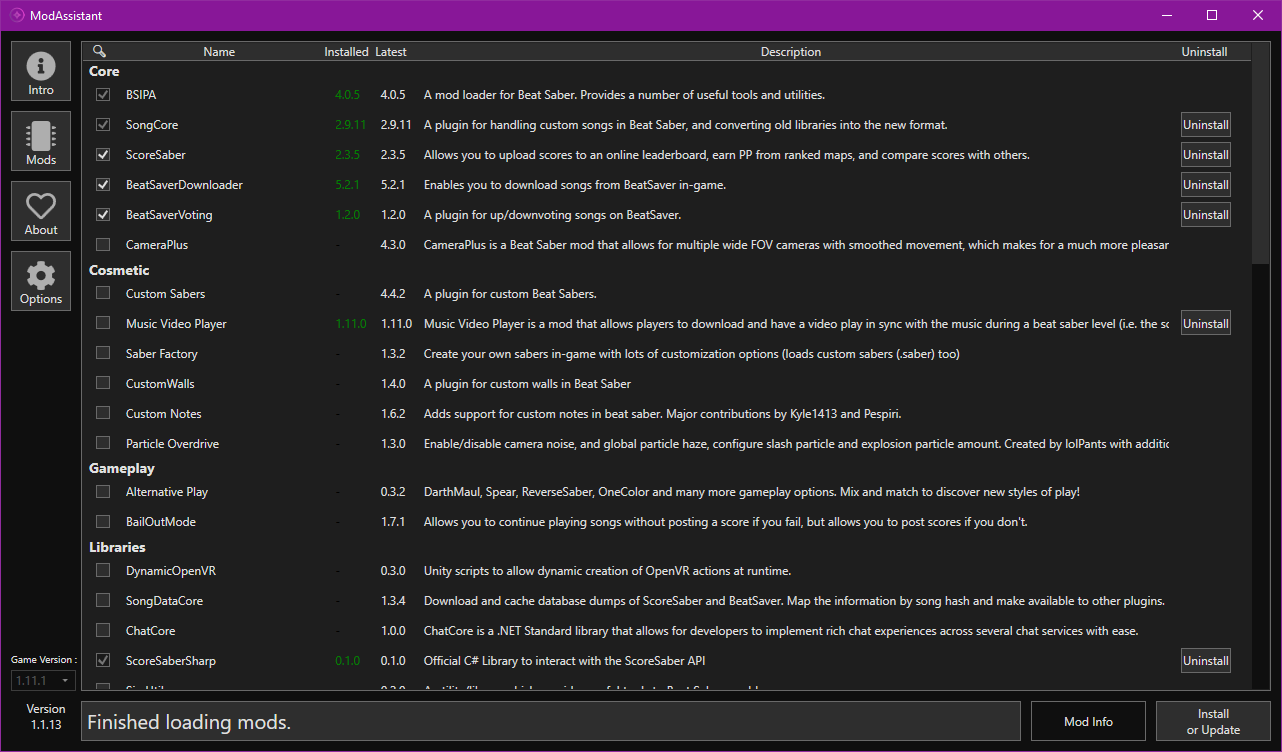 ModAssistant
Intro
Mods
About
Options
Game Version :
1.11.1
Version
1.1.13
Name Installed Latest Description Uninstall
Core
BSIPA 4.0.5 4.0.5 A mod loader for Beat Saber. Provides a number of useful tools and utilities.
SongCore 2.9.11 2.9.11 A plugin for handling custom songs in Beat Saber, and converting old libraries into the new format. Uninstall
ScoreSaber 2.3.5 2.3.5 Allows you to upload scores to an online leaderboard, earn PP from ranked maps, and compare scores with others. Uninstall
BeatSaverDownloader 5.2.1 5.2.1 Enables you to download songs from BeatSaver in-game. Uninstall
BeatSaverVoting 1.2.0 1.2.0 A plugin for up/downvoting songs on BeatSaver. Uninstall
CameraPlus - 4.3.0 CameraPlus is a Beat Saber mod that allows for multiple wide FOV cameras with smoothed movement, which makes for a much more pleasar
Cosmetic
Custom Sabers - 4.4.2 A plugin for custom Beat Sabers.
Music Video Player 1.11.0 1.11.0 Music Video Player is a mod that allows players to download and have a video play in sync with the music during a beat saber level (i.e. the sc Uninstall
Saber Factory - 1.3.2 Create your own sabers in-game with lots of customization options (loads custom sabers (.saber) too)
CustomWalls - 1.4.0 A plugin for custom walls in Beat Saber
Custom Notes - 1.6.2 Adds support for custom notes in beat saber. Major contributions by Kyle1413 and Pespiri.
Particle Overdrive - 1.3.0 Enable/disable camera noise, and global particle haze, configure slash particle and explosion particle amount. Created by lolPants with additic
Gameplay
Alternative Play - 0.3.2 DarthMaul, Spear, ReverseSaber, OneColor and many more gameplay options. Mix and match to discover new styles of play!
BailOutMode - 1.7.1 Allows you to continue playing songs without posting a score if you fail, but allows you to post scores if you don't.
Libraries
DynamicOpenVR - 0.3.0 Unity scripts to allow dynamic creation of OpenVR actions at runtime.
SongDataCore - 1.3.4 Download and cache database dumps of ScoreSaber and BeatSaver. Map the information by song hash and make available to other plugins.
ChatCore - 1.0.0 ChatCore is a .NET Standard library that allows for developers to implement rich chat experiences across several chat services with ease.
ScoreSaberSharp 0.1.0 0.1.0 Official C# Library to interact with the ScoreSaber API Uninstall
Finished loading mods.
Mod Info
Install
or Update